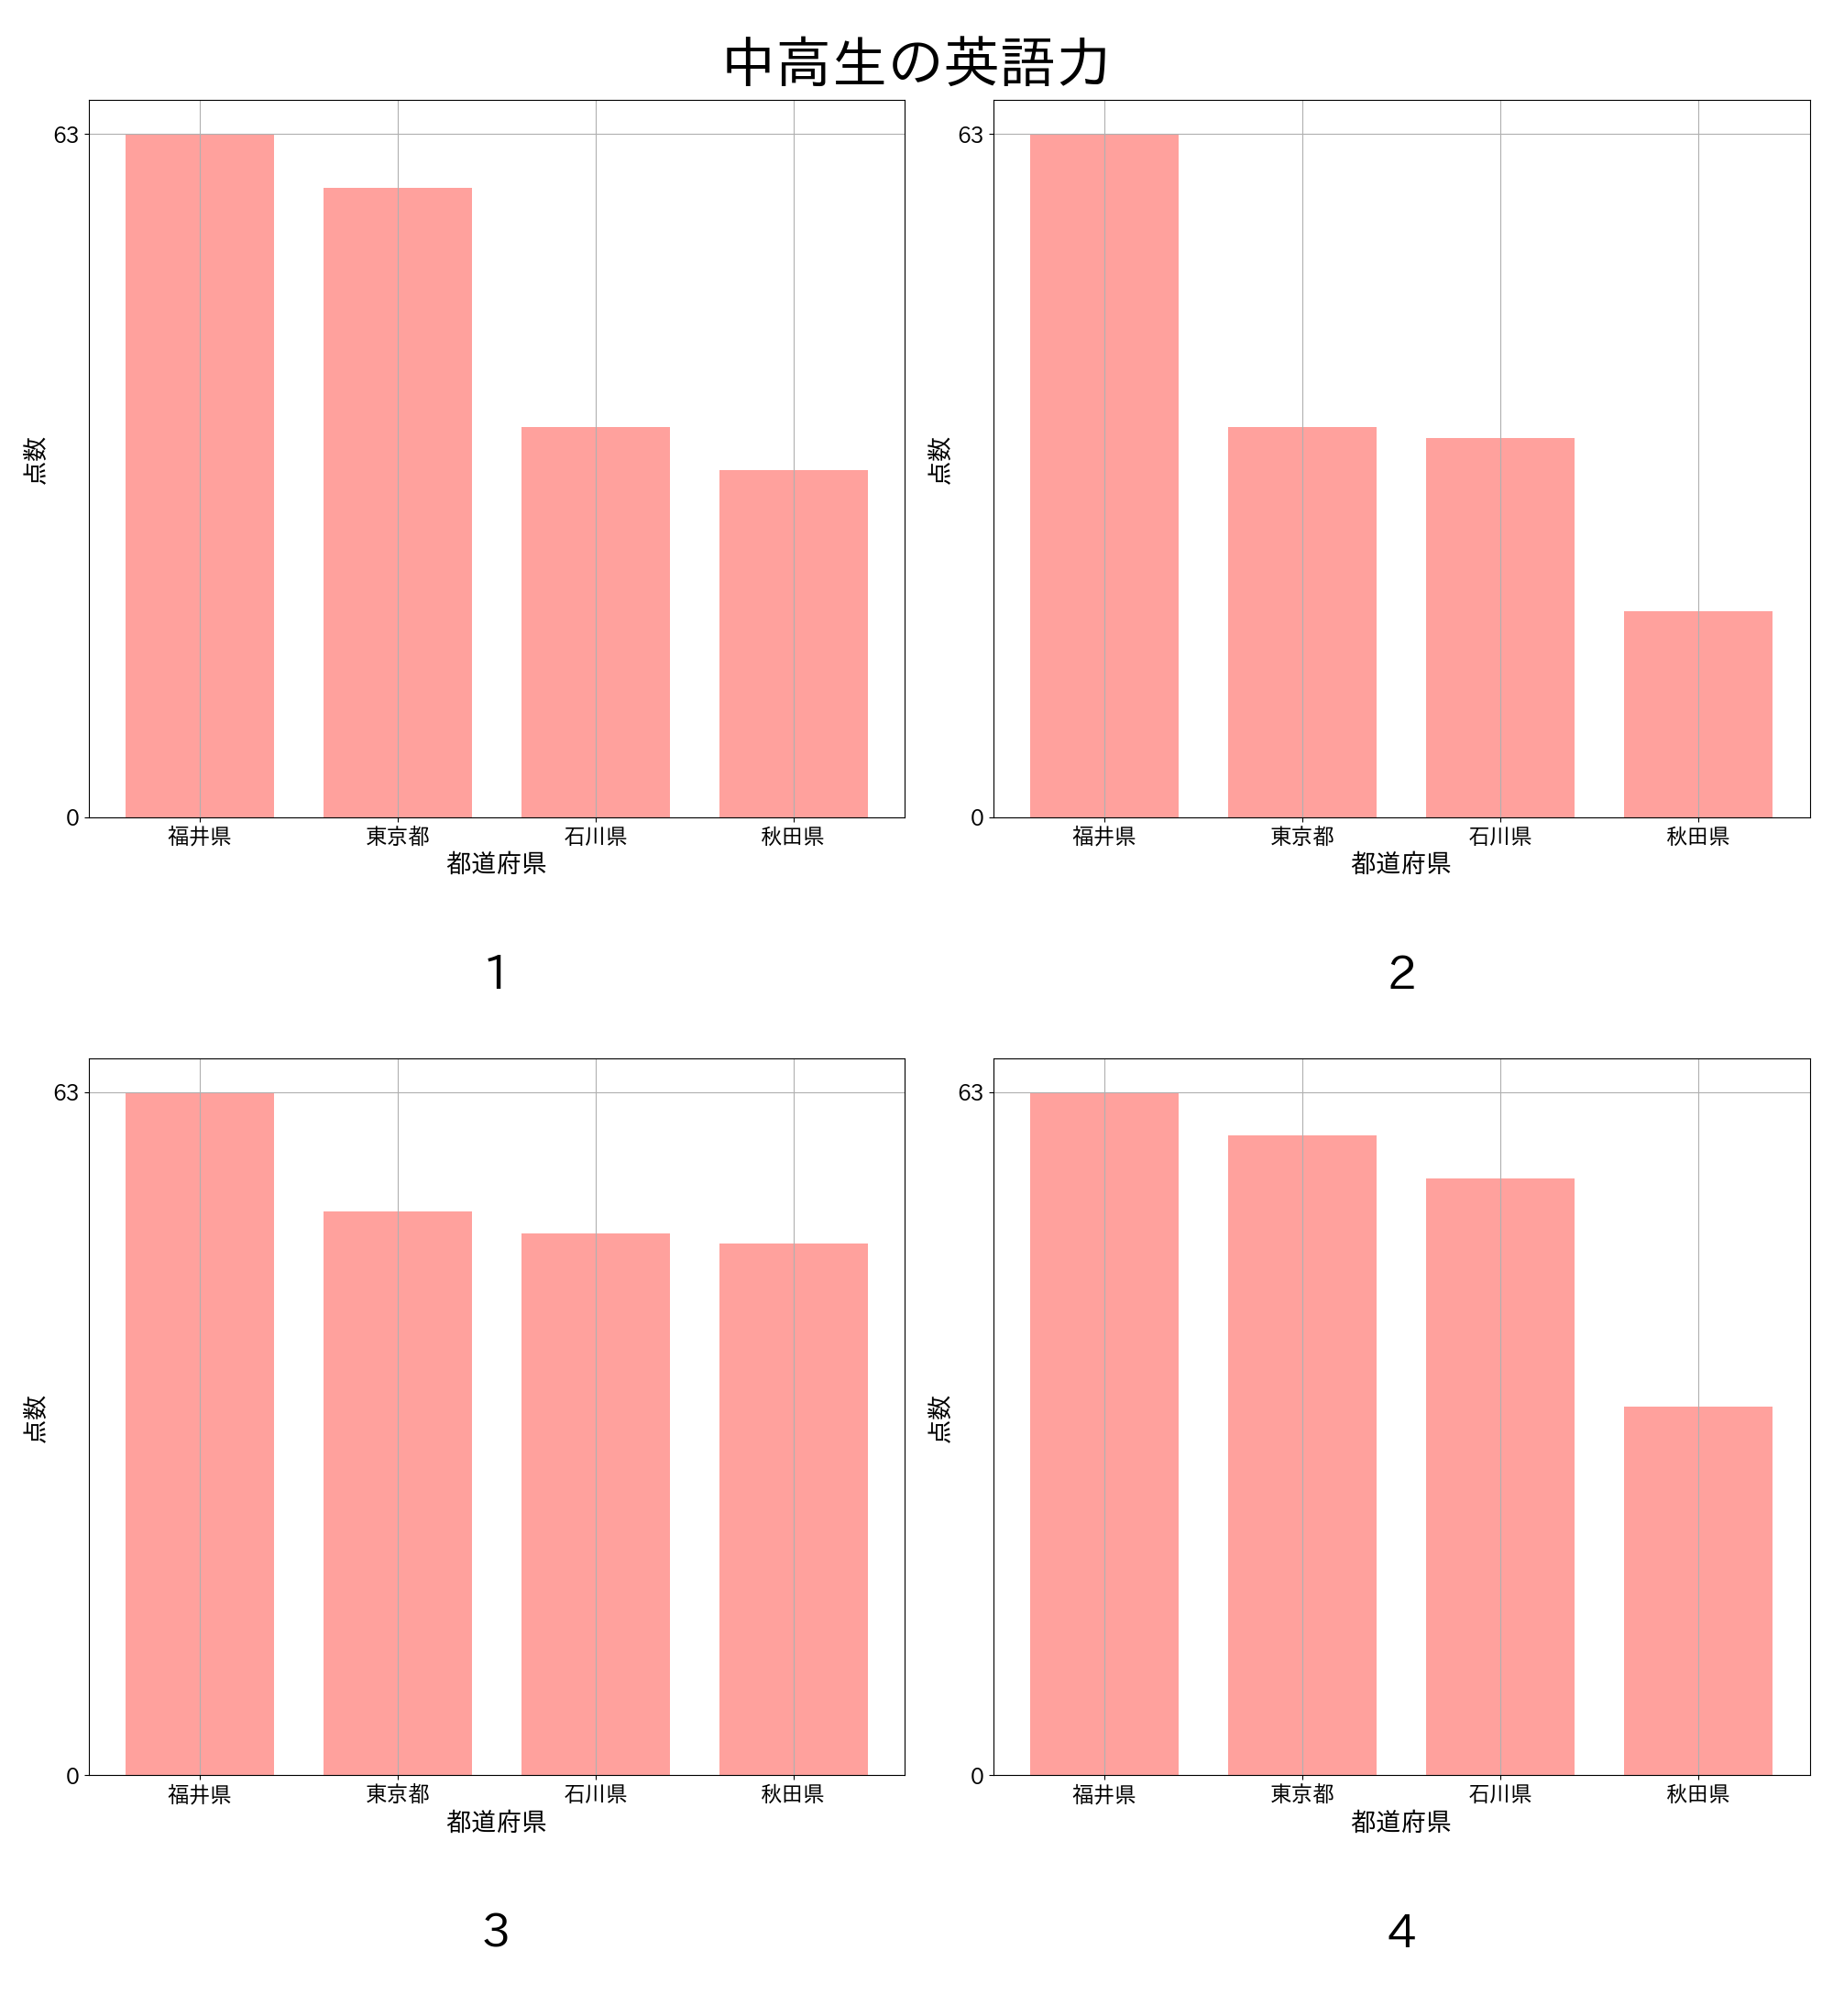 中高生の英語力
63
0
点数
福井県 東京都 石川県 秋田県
都道府県
1
63
0
点数
福井県 東京都 石川県 秋田県
都道府県
2
63
0
点数
福井県 東京都 石川県 秋田県
都道府県
3
63
0
点数
福井県 東京都 石川県 秋田県
都道府県
4